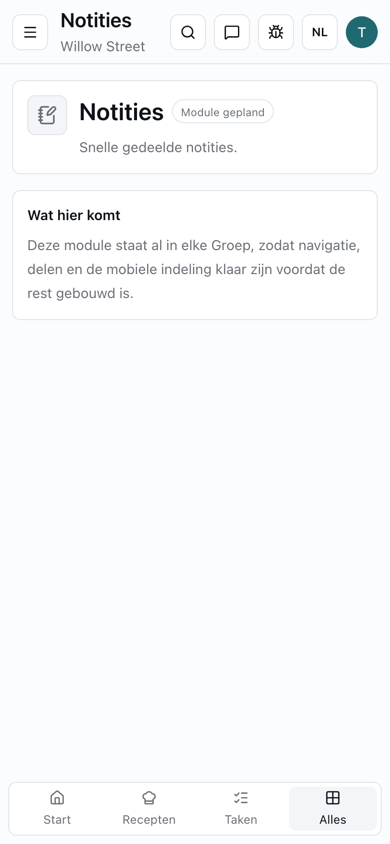 Notities
Willow Street
NL
T
Notities
Module gepland
Snelle gedeelde notities.
Wat hier komt
Deze module staat al in elke Groep, zodat navigatie,
delen en de mobiele indeling klaar zijn voordat de
rest gebouwd is.
Start
Recepten
Taken
Alles